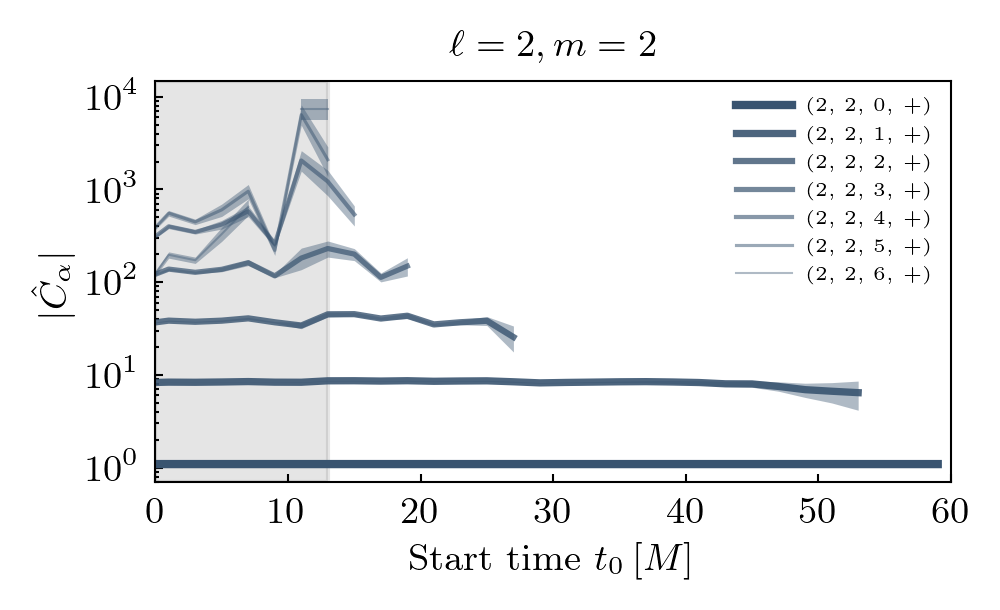 ℓ = 2, m = 2
|Ĉ_α|
10^4
10^3
10^2
10^1
10^0
(2, 2, 0, +)
(2, 2, 1, +)
(2, 2, 2, +)
(2, 2, 3, +)
(2, 2, 4, +)
(2, 2, 5, +)
(2, 2, 6, +)
0 10 20 30 40 50 60
Start time t_0 [M]